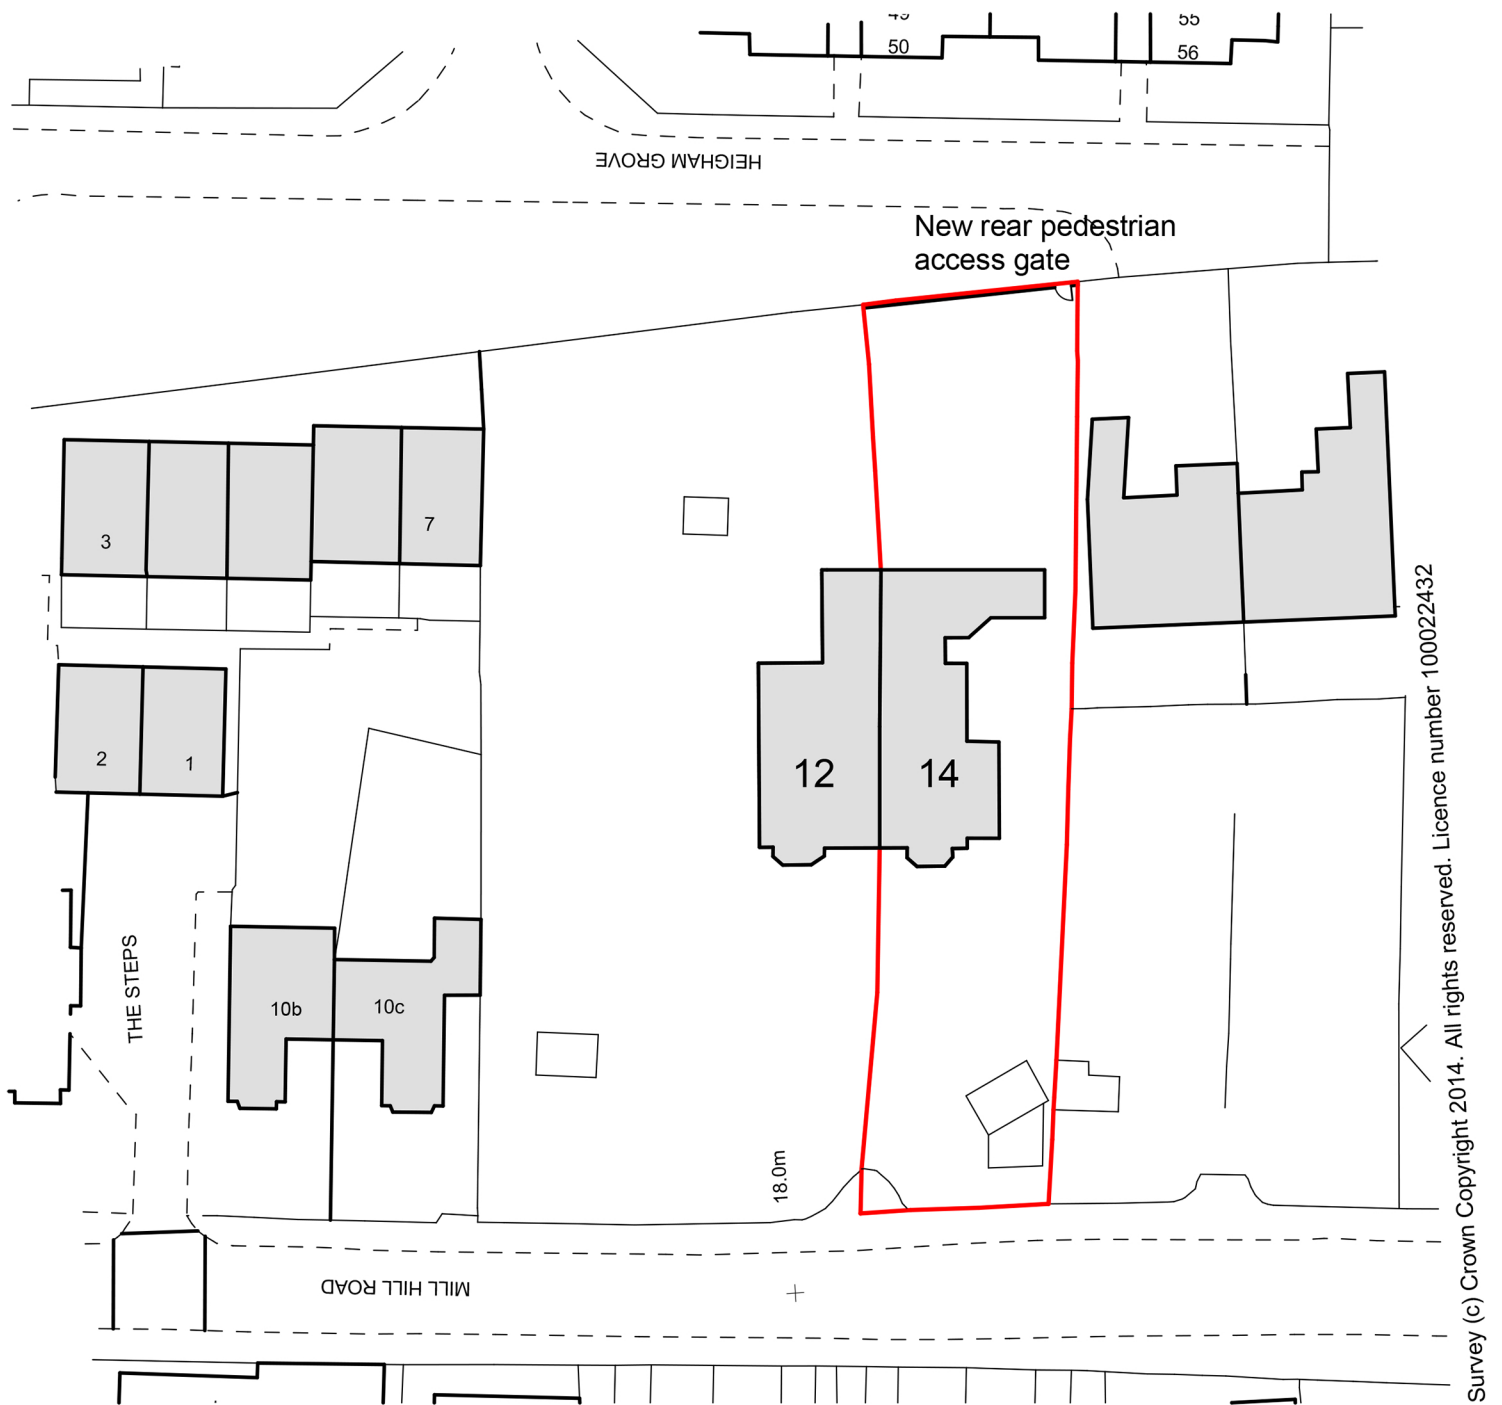 49
50
55
56
HEIGHAM GROVE
New rear pedestrian
access gate
3
7
2
1
12
14
THE STEPS
10b
10c
18.0m
MILL HILL ROAD
Survey (c) Crown Copyright 2014. All rights reserved. Licence number 100022432